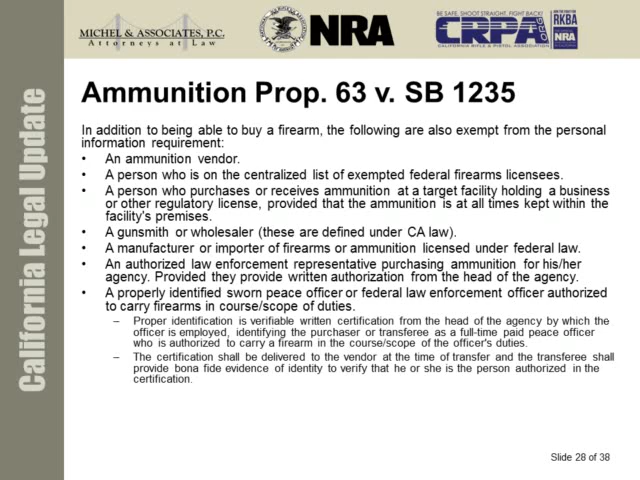 MICHEL & ASSOCIATES, P.C.
Attorneys at Law
NRA
BE SAFE, SHOOT STRAIGHT, FIGHT BACK!
CRPA
.ORG
CALIFORNIA RIFLE & PISTOL ASSOCIATION
RKBA
NRA
California Legal Update
Ammunition Prop. 63 v. SB 1235
In addition to being able to buy a firearm, the following are also exempt from the personal
information requirement:
• An ammunition vendor.
• A person who is on the centralized list of exempted federal firearms licensees.
• A person who purchases or receives ammunition at a target facility holding a business
or other regulatory license, provided that the ammunition is at all times kept within the
facility's premises.
• A gunsmith or wholesaler (these are defined under CA law).
• A manufacturer or importer of firearms or ammunition licensed under federal law.
• An authorized law enforcement representative purchasing ammunition for his/her
agency. Provided they provide written authorization from the head of the agency.
• A properly identified sworn peace officer or federal law enforcement officer authorized
to carry firearms in course/scope of duties.
– Proper identification is verifiable written certification from the head of the agency by which the
officer is employed, identifying the purchaser or transferee as a full-time paid peace officer
who is authorized to carry a firearm in the course/scope of the officer's duties.
– The certification shall be delivered to the vendor at the time of transfer and the transferee shall
provide bona fide evidence of identity to verify that he or she is the person authorized in the
certification.
Slide 28 of 38